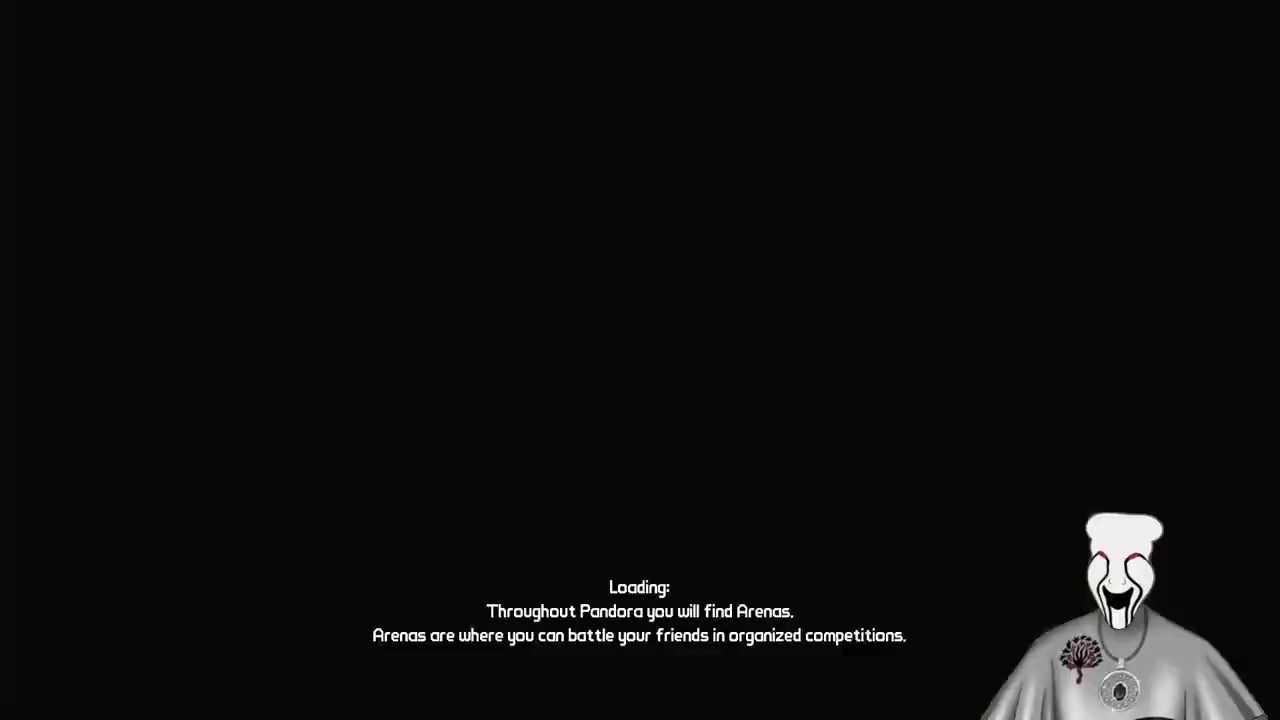 Loading:
Throughout Pandora you will find Arenas.
Arenas are where you can battle your friends in organized competitions.